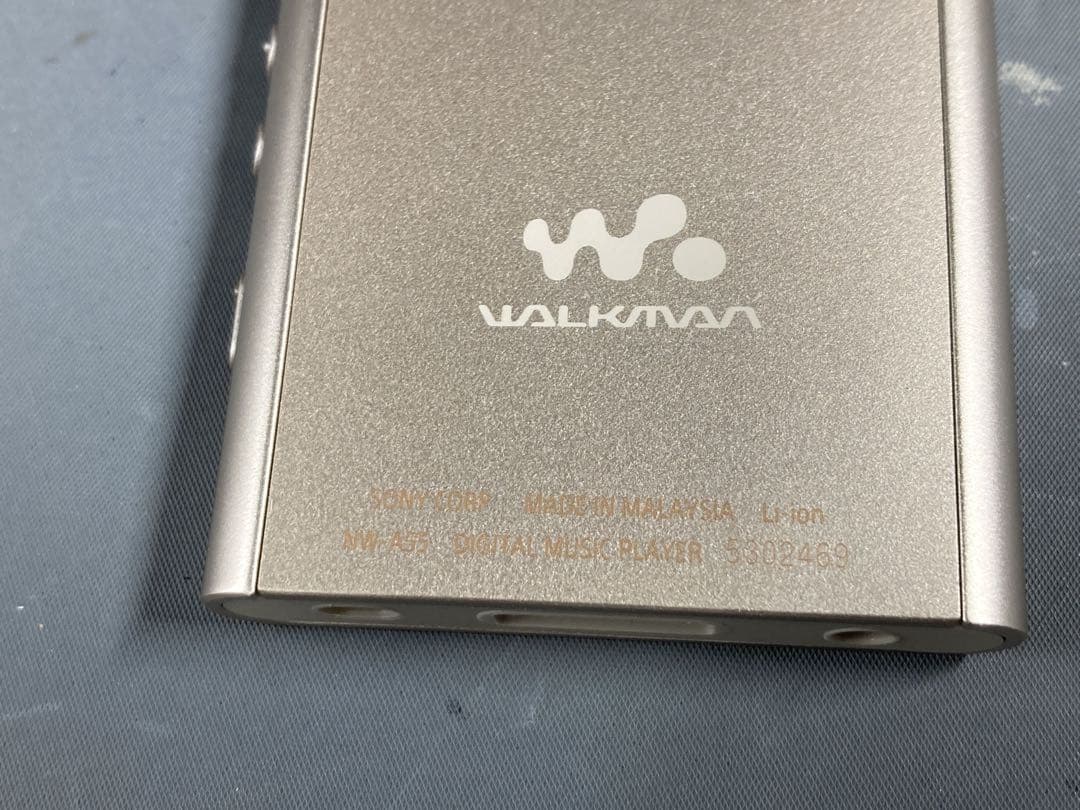 WALKMAN
SONY CORP. MADE IN MALAYSIA Li-ion
NW-A55 DIGITAL MUSIC PLAYER 5302469